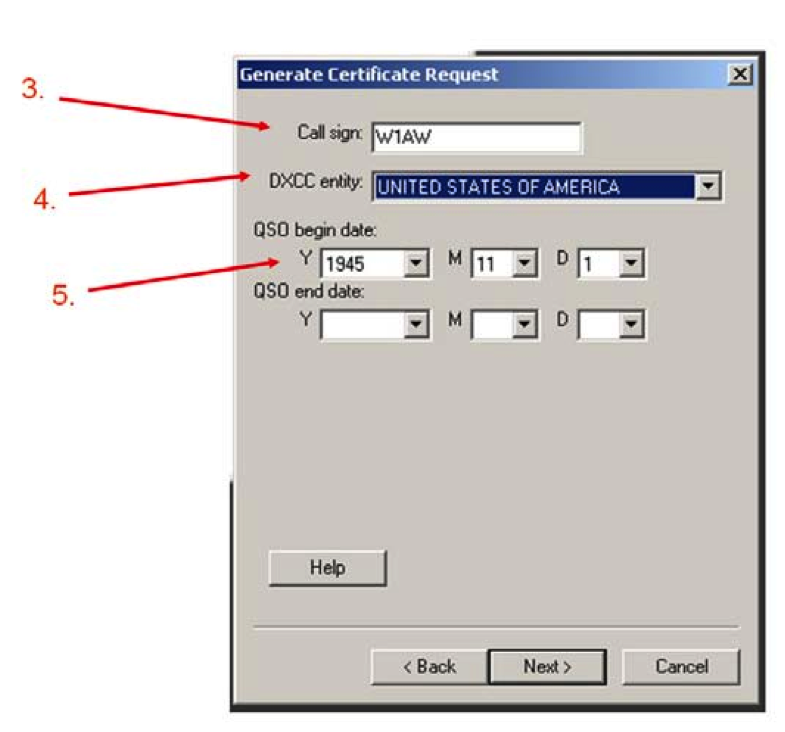 Generate Certificate Request
3.
Call sign: W1AW
4.
DXCC entity: UNITED STATES OF AMERICA
QSO begin date:
Y 1945 M 11 D 1
5.
QSO end date:
Y M D
Help
< Back Next > Cancel